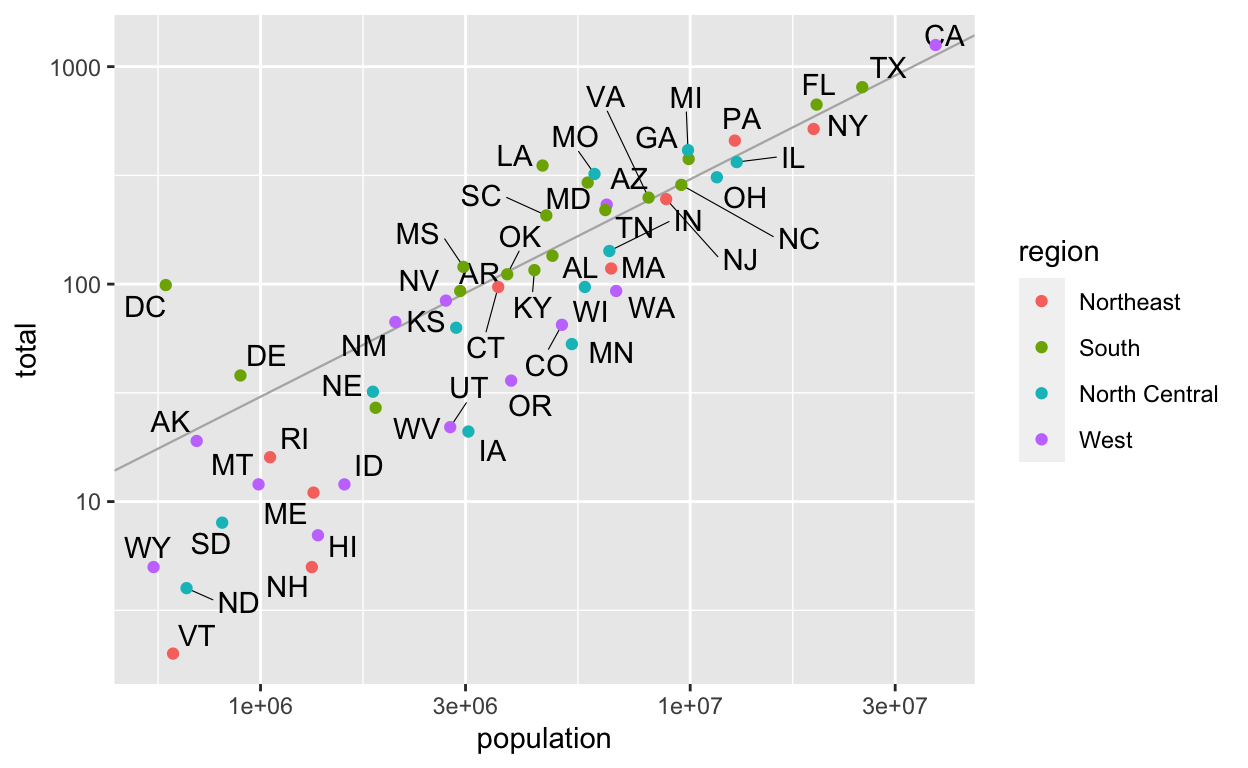 CA
1000
TX
FL
VA
MI
PA
NY
MO
GA
LA
IL
AZ
SC
MD
OH
MS
OK
TN
IN
NC
NJ
region
NV
AR
AL
MA
100
Northeast
DC
KS
KY
WI
WA
South
total
NM
CT
CO
MN
DE
NE
UT
North Central
OR
AK
RI
WV
West
MT
ID
IA
10
ME
WY
SD
HI
NH
ND
VT
1e+06
3e+06
1e+07
3e+07
population